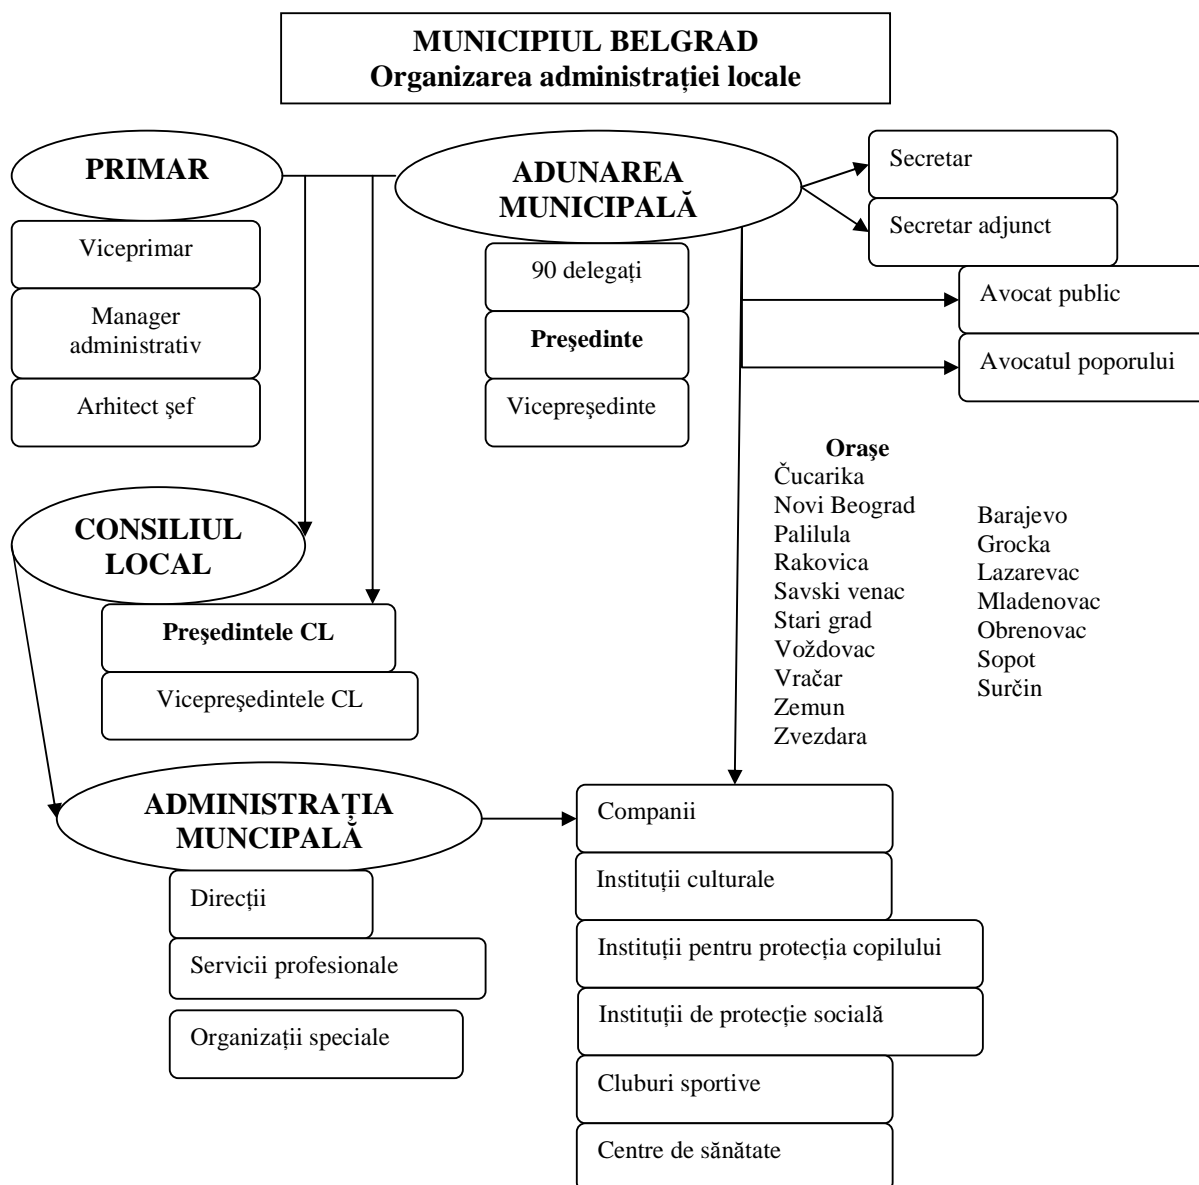 MUNICIPIUL BELGRAD
Organizarea administrației locale
PRIMAR
Viceprimar
Manager
administrativ
Arhitect şef
ADUNAREA
MUNICIPALĂ
90 delegați
Preşedinte
Vicepreşedinte
Secretar
Secretar adjunct
Avocat public
Avocatul poporului
CONSILIUL
LOCAL
Preşedintele CL
Vicepreşedintele CL
Oraşe
Čucarika
Novi Beograd
Palilula
Rakovica
Savski venac
Stari grad
Voždovac
Vračar
Zemun
Zvezdara
Barajevo
Grocka
Lazarevac
Mladenovac
Obrenovac
Sopot
Surčin
ADMINISTRAȚIA
MUNCIPALĂ
Direcții
Servicii profesionale
Organizații speciale
Companii
Instituții culturale
Instituții pentru protecția copilului
Instituții de protecție socială
Cluburi sportive
Centre de sănătate